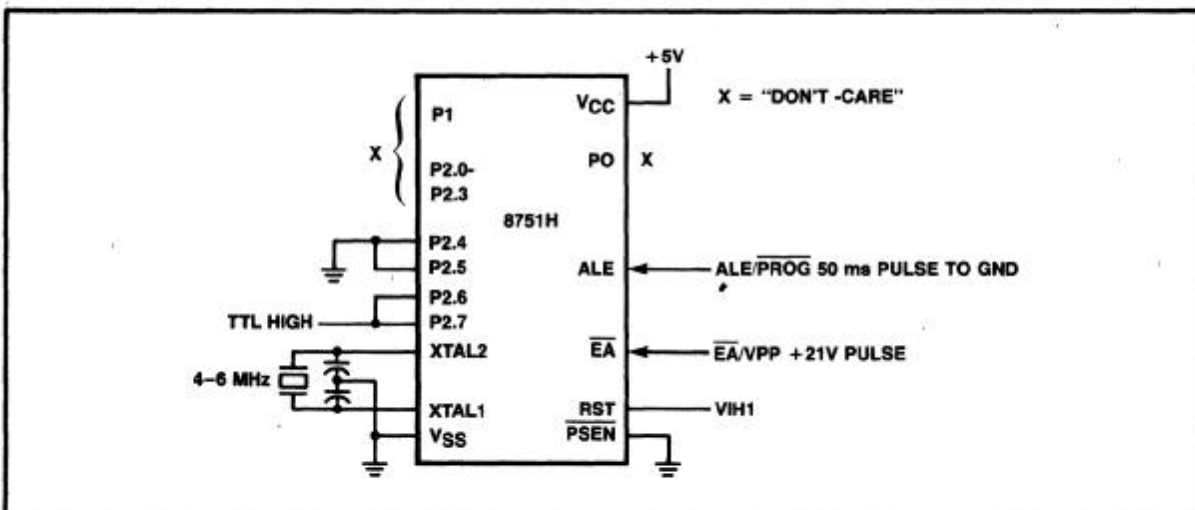 +5V
VCC
X = "DON'T -CARE"
P1
X
P2.0-
P2.3
PO
X
8751H
P2.4
P2.5
ALE
ALE/PROG 50 ms PULSE TO GND
P2.6
TTL HIGH
P2.7
XTAL2
EA
EA/VPP +21V PULSE
4-6 MHz
XTAL1
RST
VIH1
VSS
PSEN